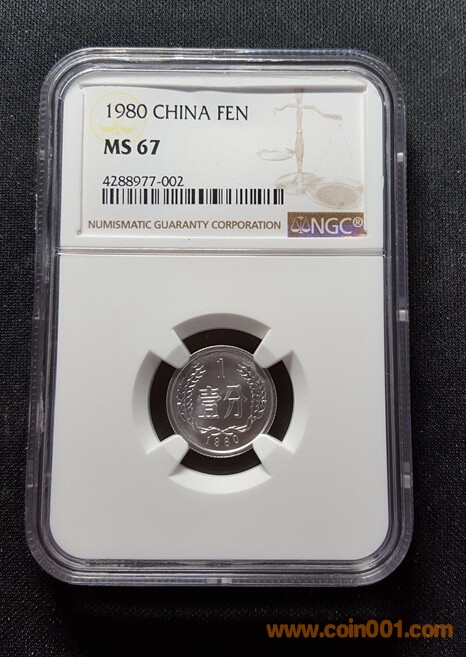 1980 CHINA FEN
MS 67
4288977-002
NUMISMATIC GUARANTY CORPORATION
NGC®
1
壹分
1980
www.coin001.com